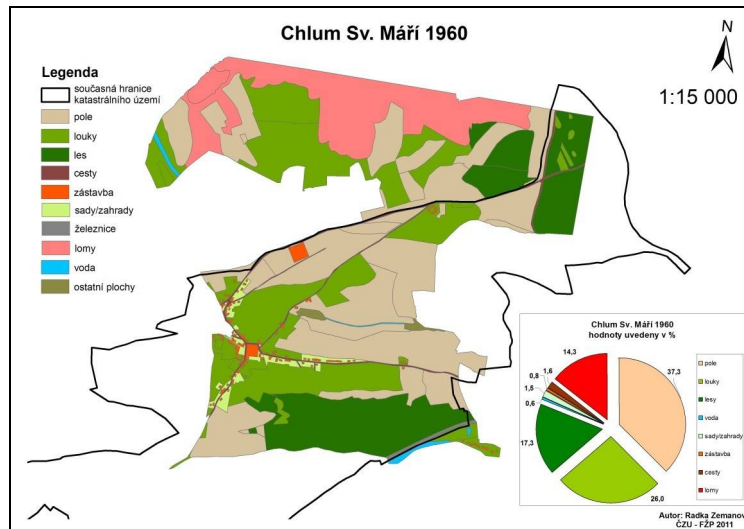 Chlum Sv. Máří 1960
N
1:15 000
Legenda
současná hranice
katastrálního území
pole
louky
les
cesty
zástavba
sady/zahrady
železnice
lomy
voda
ostatní plochy
Chlum Sv. Máří 1960
hodnoty uvedeny v %
14,3
1,6
0,8
1,5
0,6
17,3
26,0
37,3
pole
louky
lesy
voda
sady/zahrady
zástavba
cesty
lomy
Autor: Radka Zemanov
ČZU - FŽP 2011